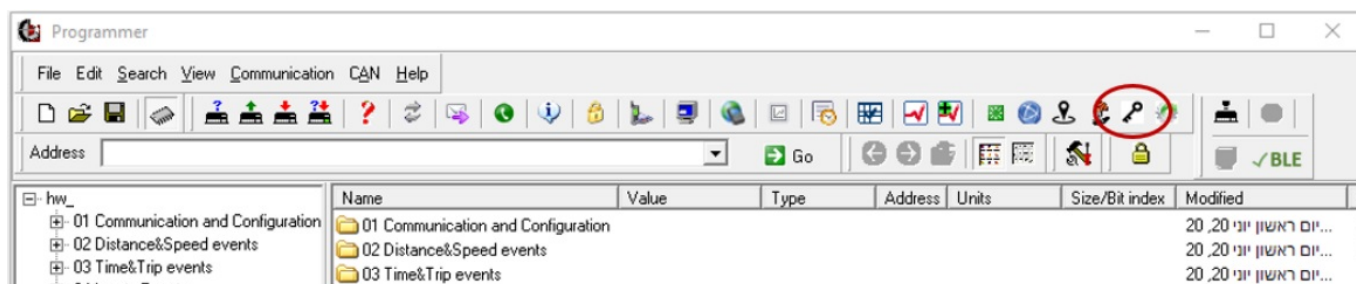 Programmer
File Edit Search View Communication CAN Help
Address Go BLE
hw_ Name Value Type Address Units Size/Bit index Modified
01 Communication and Configuration 01 Communication and Configuration יום ראשון יוני 20, 20...
02 Distance&Speed events 02 Distance&Speed events יום ראשון יוני 20, 20...
03 Time&Trip events 03 Time&Trip events יום ראשון יוני 20, 20...